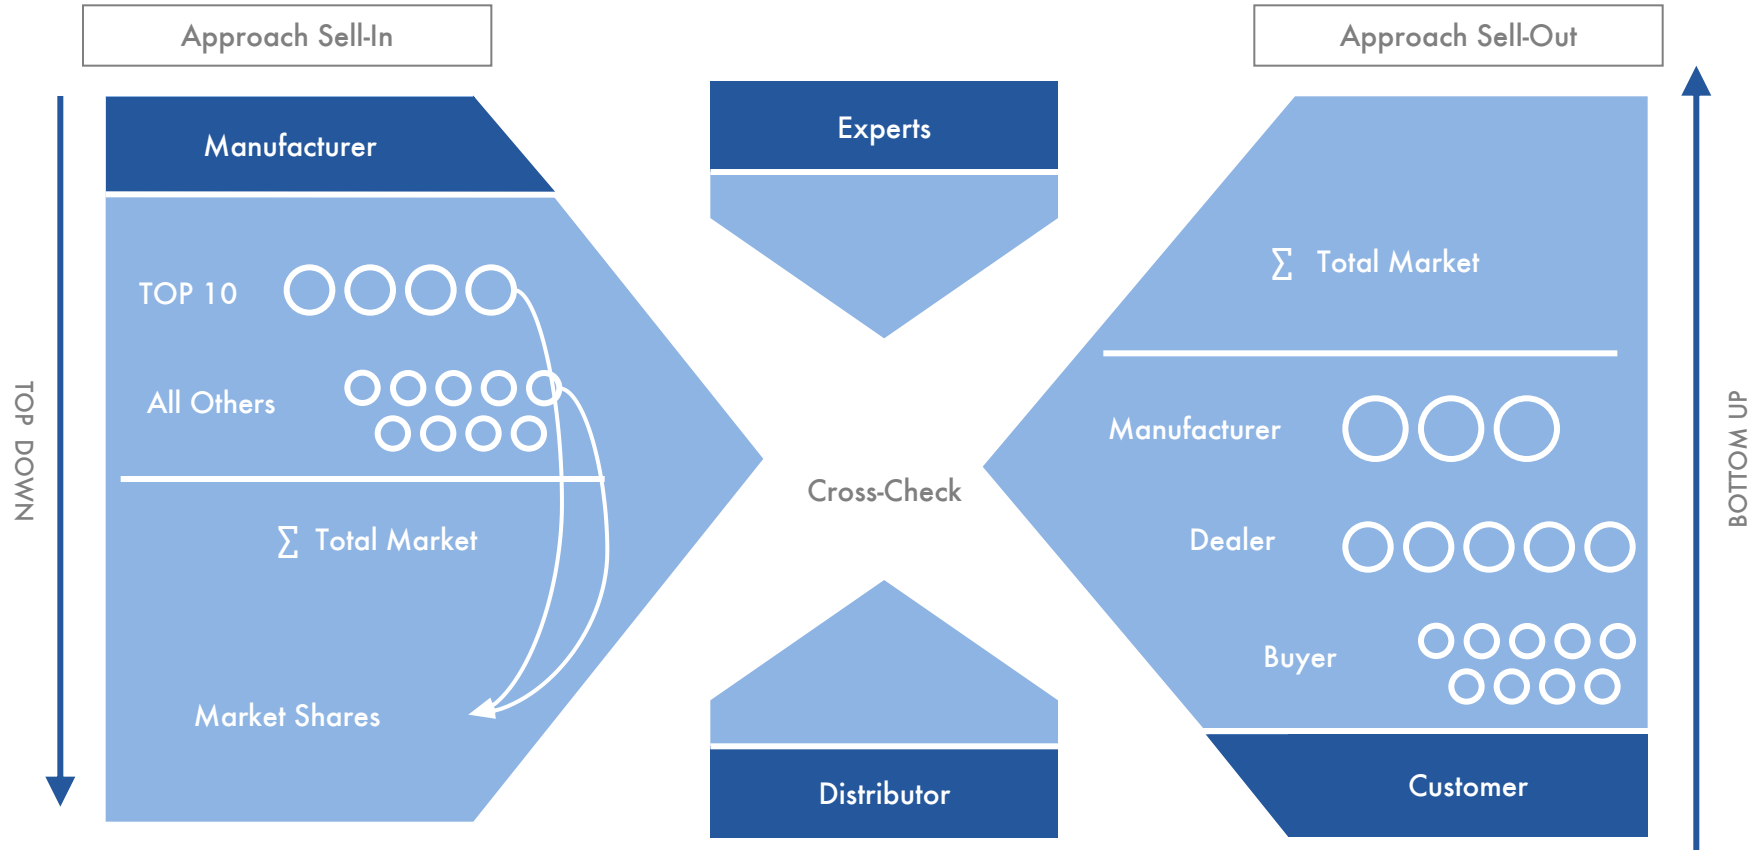 Approach Sell-In
Approach Sell-Out
Manufacturer
TOP 10
All Others
∑ Total Market
Market Shares
TOP DOWN
Experts
Cross-Check
Distributor
∑ Total Market
Manufacturer
Dealer
Buyer
Customer
BOTTOM UP